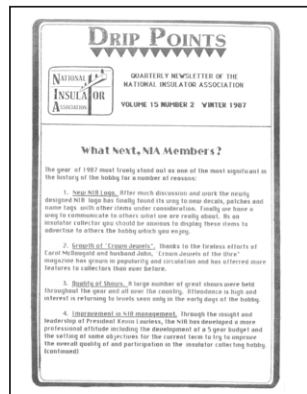 DRIP POINTS
NATIONAL
INSULATOR
ASSOCIATION
QUARTERLY NEWSLETTER OF THE
NATIONAL INSULATOR ASSOCIATION
VOLUME 15 NUMBER 2 WINTER 1987
What Next, NIA Members?
The year of 1987 must truely stand out as one of the most significant in
the history of the hobby for a number of reasons:
1. New NIA Logo. After much discussion and work the newly
designed NIA logo has finally found its way to new decals, patches and
name tags with other items under consideration. Finally we have a
way to communicate to others what we are really about. As an
insulator collector you should be anxious to display these items to
advertise to others the hobby which you enjoy.
2. Growth of "Crown Jewels". Thanks to the tireless efforts of
Carol McDougald and husband John, "Crown Jewels of the Wire"
magazine has grown in popularity and circulation and has offerred more
features to collectors than ever before.
3. Quality of Shows. A large number of great shows were held
throughout the year and all over the country. Attendance is high and
interest is returning to levels seen only in the early days of the hobby.
4. Improvement in NIA management. Through the insight and
leadership of President Kevin Lawless, the NIA has developed a more
professional attitude including the development of a 5 year budget and
the setting of some objectives for the current term to try to improve
the overall quality of and participation in the insulator collecting hobby.
(continued)